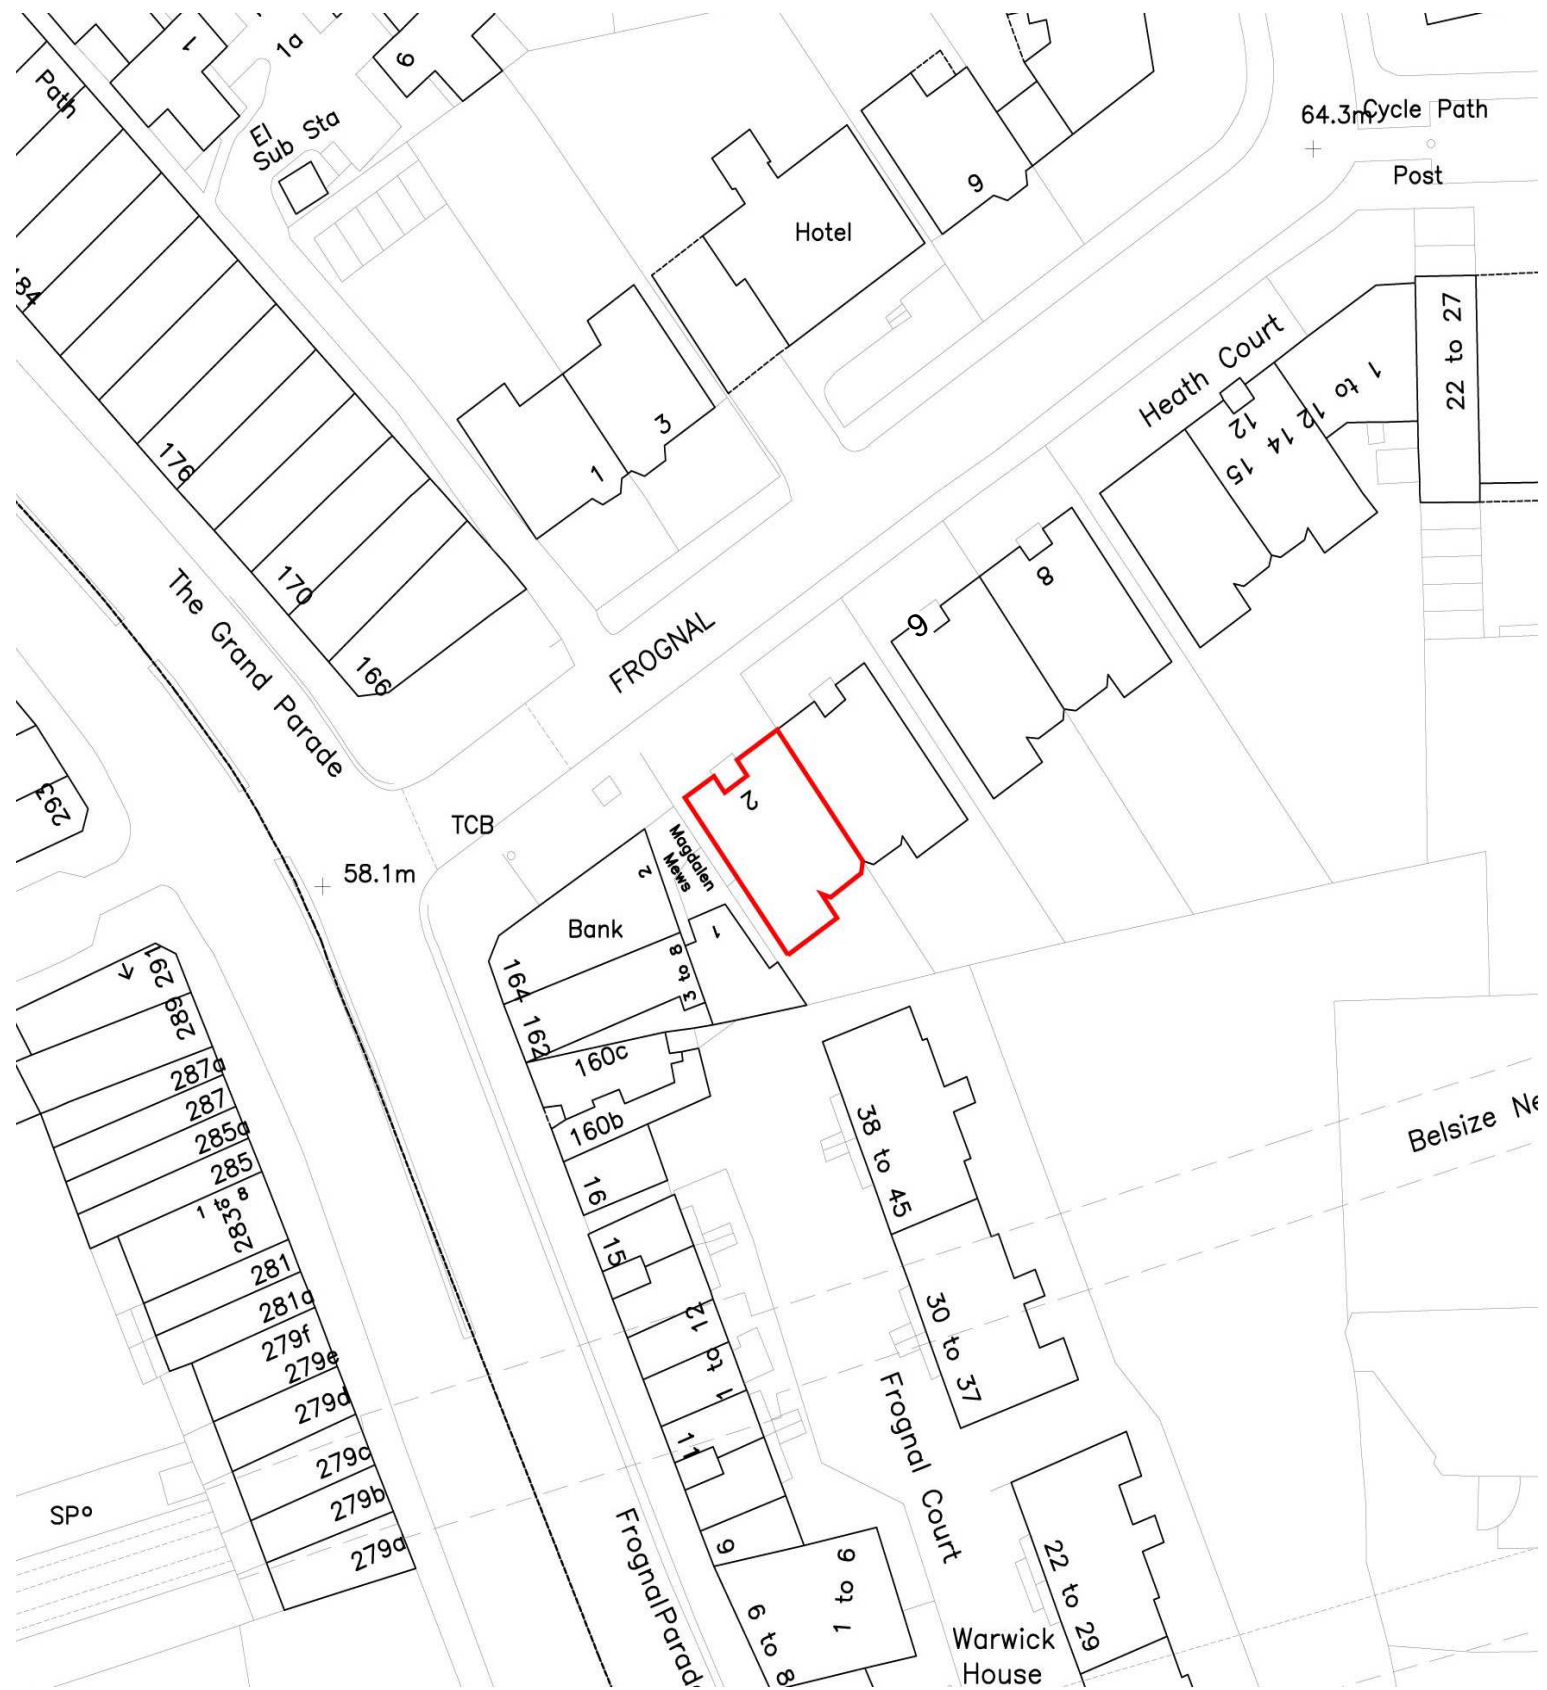 1
1a
6
Path
El
Sub Sta
64.3m
Cycle Path
Post
9
Hotel
184
22 to 27
Heath Court
1 to 12
12
14
15
3
1
176
170
166
The Grand Parade
FROGNAL
8
6
2
293
TCB
58.1m
Magdalen
Mews
2
Bank
1
3 to 8
164
162
291
289
287a
287
285a
285
1 to 8
283
281
281a
279f
279e
279d
279c
279b
279a
160c
160b
16
15
12
to
1
11
9
38 to 45
30 to 37
Belsize Ne
Frognal Court
SP
FrognalParad
6 to 8
1 to 6
22 to 29
Warwick
House